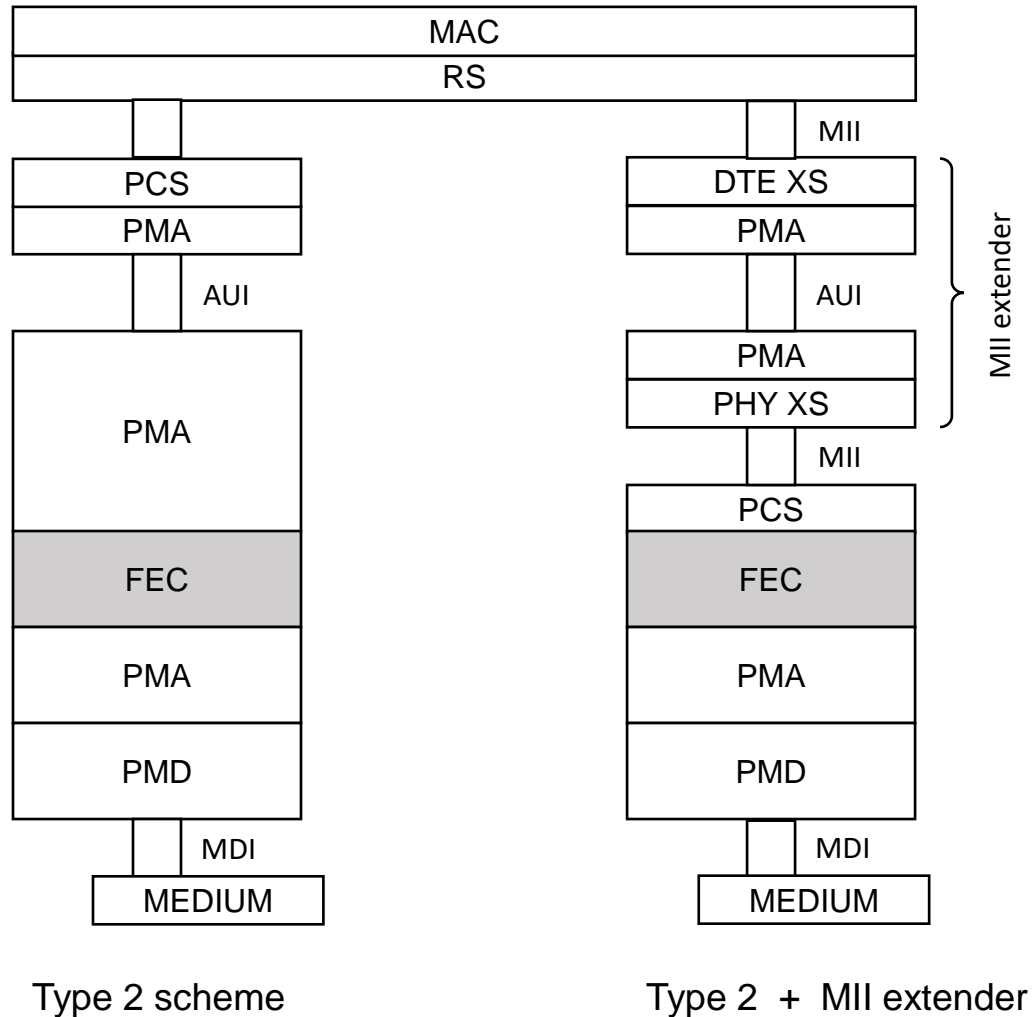 MAC
RS
MII
PCS
DTE XS
PMA
PMA
AUI
AUI
MII extender
PMA
PMA
PHY XS
MII
PCS
FEC
FEC
PMA
PMA
PMD
PMD
MDI
MDI
MEDIUM
MEDIUM
Type 2 scheme
Type 2 + MII extender